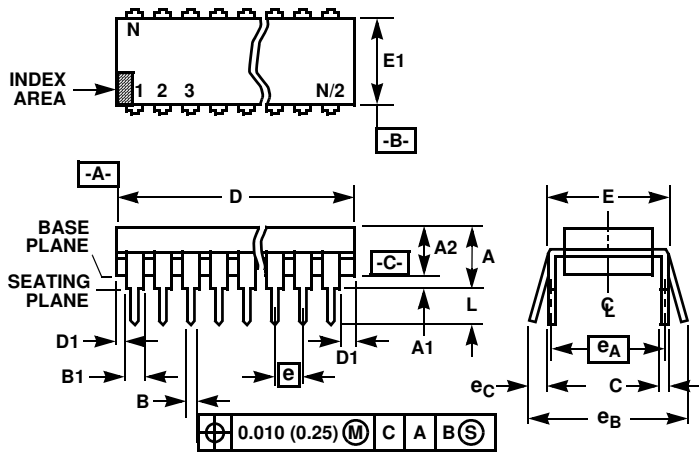 N
E1
INDEX
AREA
1 2 3 N/2
-B-
-A-
D
E
BASE
PLANE
A2
A
-C-
SEATING
PLANE
L
C
L
D1
A1
D1
eA
B1
e
eC
C
B
eB
0.010 (0.25) M C A B S